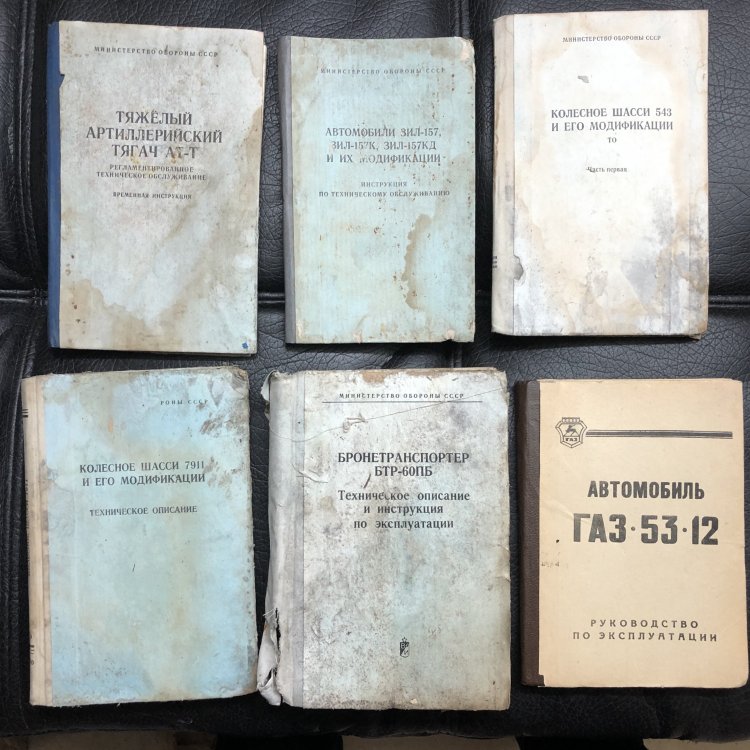 МИНИСТЕРСТВО ОБОРОНЫ СССР
ТЯЖЁЛЫЙ
АРТИЛЛЕРИЙСКИЙ
ТЯГАЧ АТ-Т
РЕГЛАМЕНТИРОВАННОЕ
ТЕХНИЧЕСКОЕ ОБСЛУЖИВАНИЕ
ВРЕМЕННАЯ ИНСТРУКЦИЯ
МИНИСТЕРСТВО ОБОРОНЫ СССР
АВТОМОБИЛИ ЗИЛ-157,
ЗИЛ-157К, ЗИЛ-157КД
И ИХ МОДИФИКАЦИИ
ИНСТРУКЦИЯ
ПО ТЕХНИЧЕСКОМУ ОБСЛУЖИВАНИЮ
МИНИСТЕРСТВО ОБОРОНЫ СССР
КОЛЕСНОЕ ШАССИ 543
И ЕГО МОДИФИКАЦИИ
ТО
Часть первая
РОНЫ СССР
КОЛЕСНОЕ ШАССИ 7911
И ЕГО МОДИФИКАЦИИ
ТЕХНИЧЕСКОЕ ОПИСАНИЕ
МИНИСТЕРСТВО ОБОРОНЫ СССР
БРОНЕТРАНСПОРТЕР
БТР-60ПБ
Техническое описание
и инструкция
по эксплуатации
ГАЗ
АВТОМОБИЛЬ
ГАЗ·53·12
РУКОВОДСТВО
ПО ЭКСПЛУАТАЦИИ